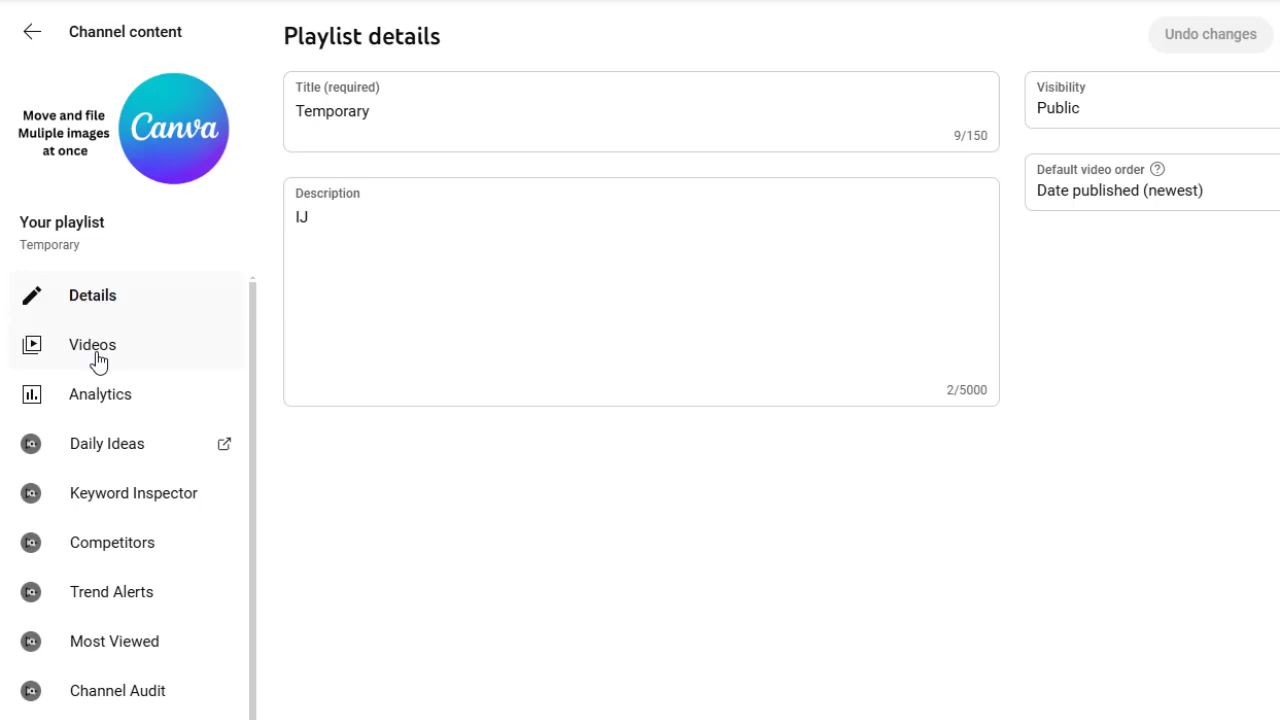 Channel content
Move and file
Muliple images
at once
Canva
Your playlist
Temporary
Details
Videos
Analytics
Daily Ideas
Keyword Inspector
Competitors
Trend Alerts
Most Viewed
Channel Audit
Playlist details
Undo changes
Title (required)
Temporary
9/150
Description
IJ
2/5000
Visibility
Public
Default video order
Date published (newest)